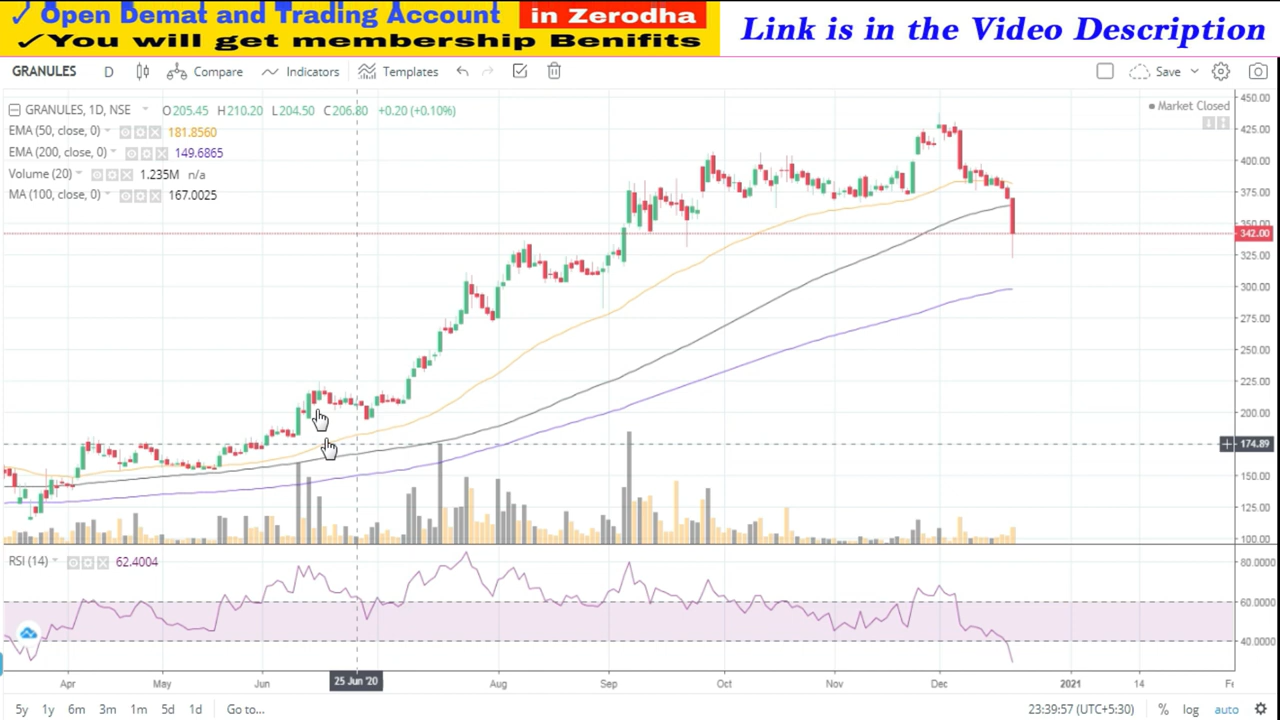 ✓ Open Demat and Trading Account in Zerodha
✓You will get membership Benifits
Link is in the Video Description
GRANULES D Compare Indicators Templates Save
GRANULES, 1D, NSE O205.45 H210.20 L204.50 C206.80 +0.20 (+0.10%)
Market Closed
EMA (50, close, 0) 181.8560
EMA (200, close, 0) 149.6865
Volume (20) 1.235M n/a
MA (100, close, 0) 167.0025
450.00
425.00
400.00
375.00
350.00
342.00
325.00
300.00
275.00
250.00
225.00
200.00
174.89
150.00
125.00
100.00
RSI (14) 62.4004
80.0000
60.0000
40.0000
Apr May Jun 25 Jun '20 Aug Sep Oct Nov Dec 2021 14 Fe
5y 1y 6m 3m 1m 5d 1d Go to... 23:39:57 (UTC+5:30) % log auto